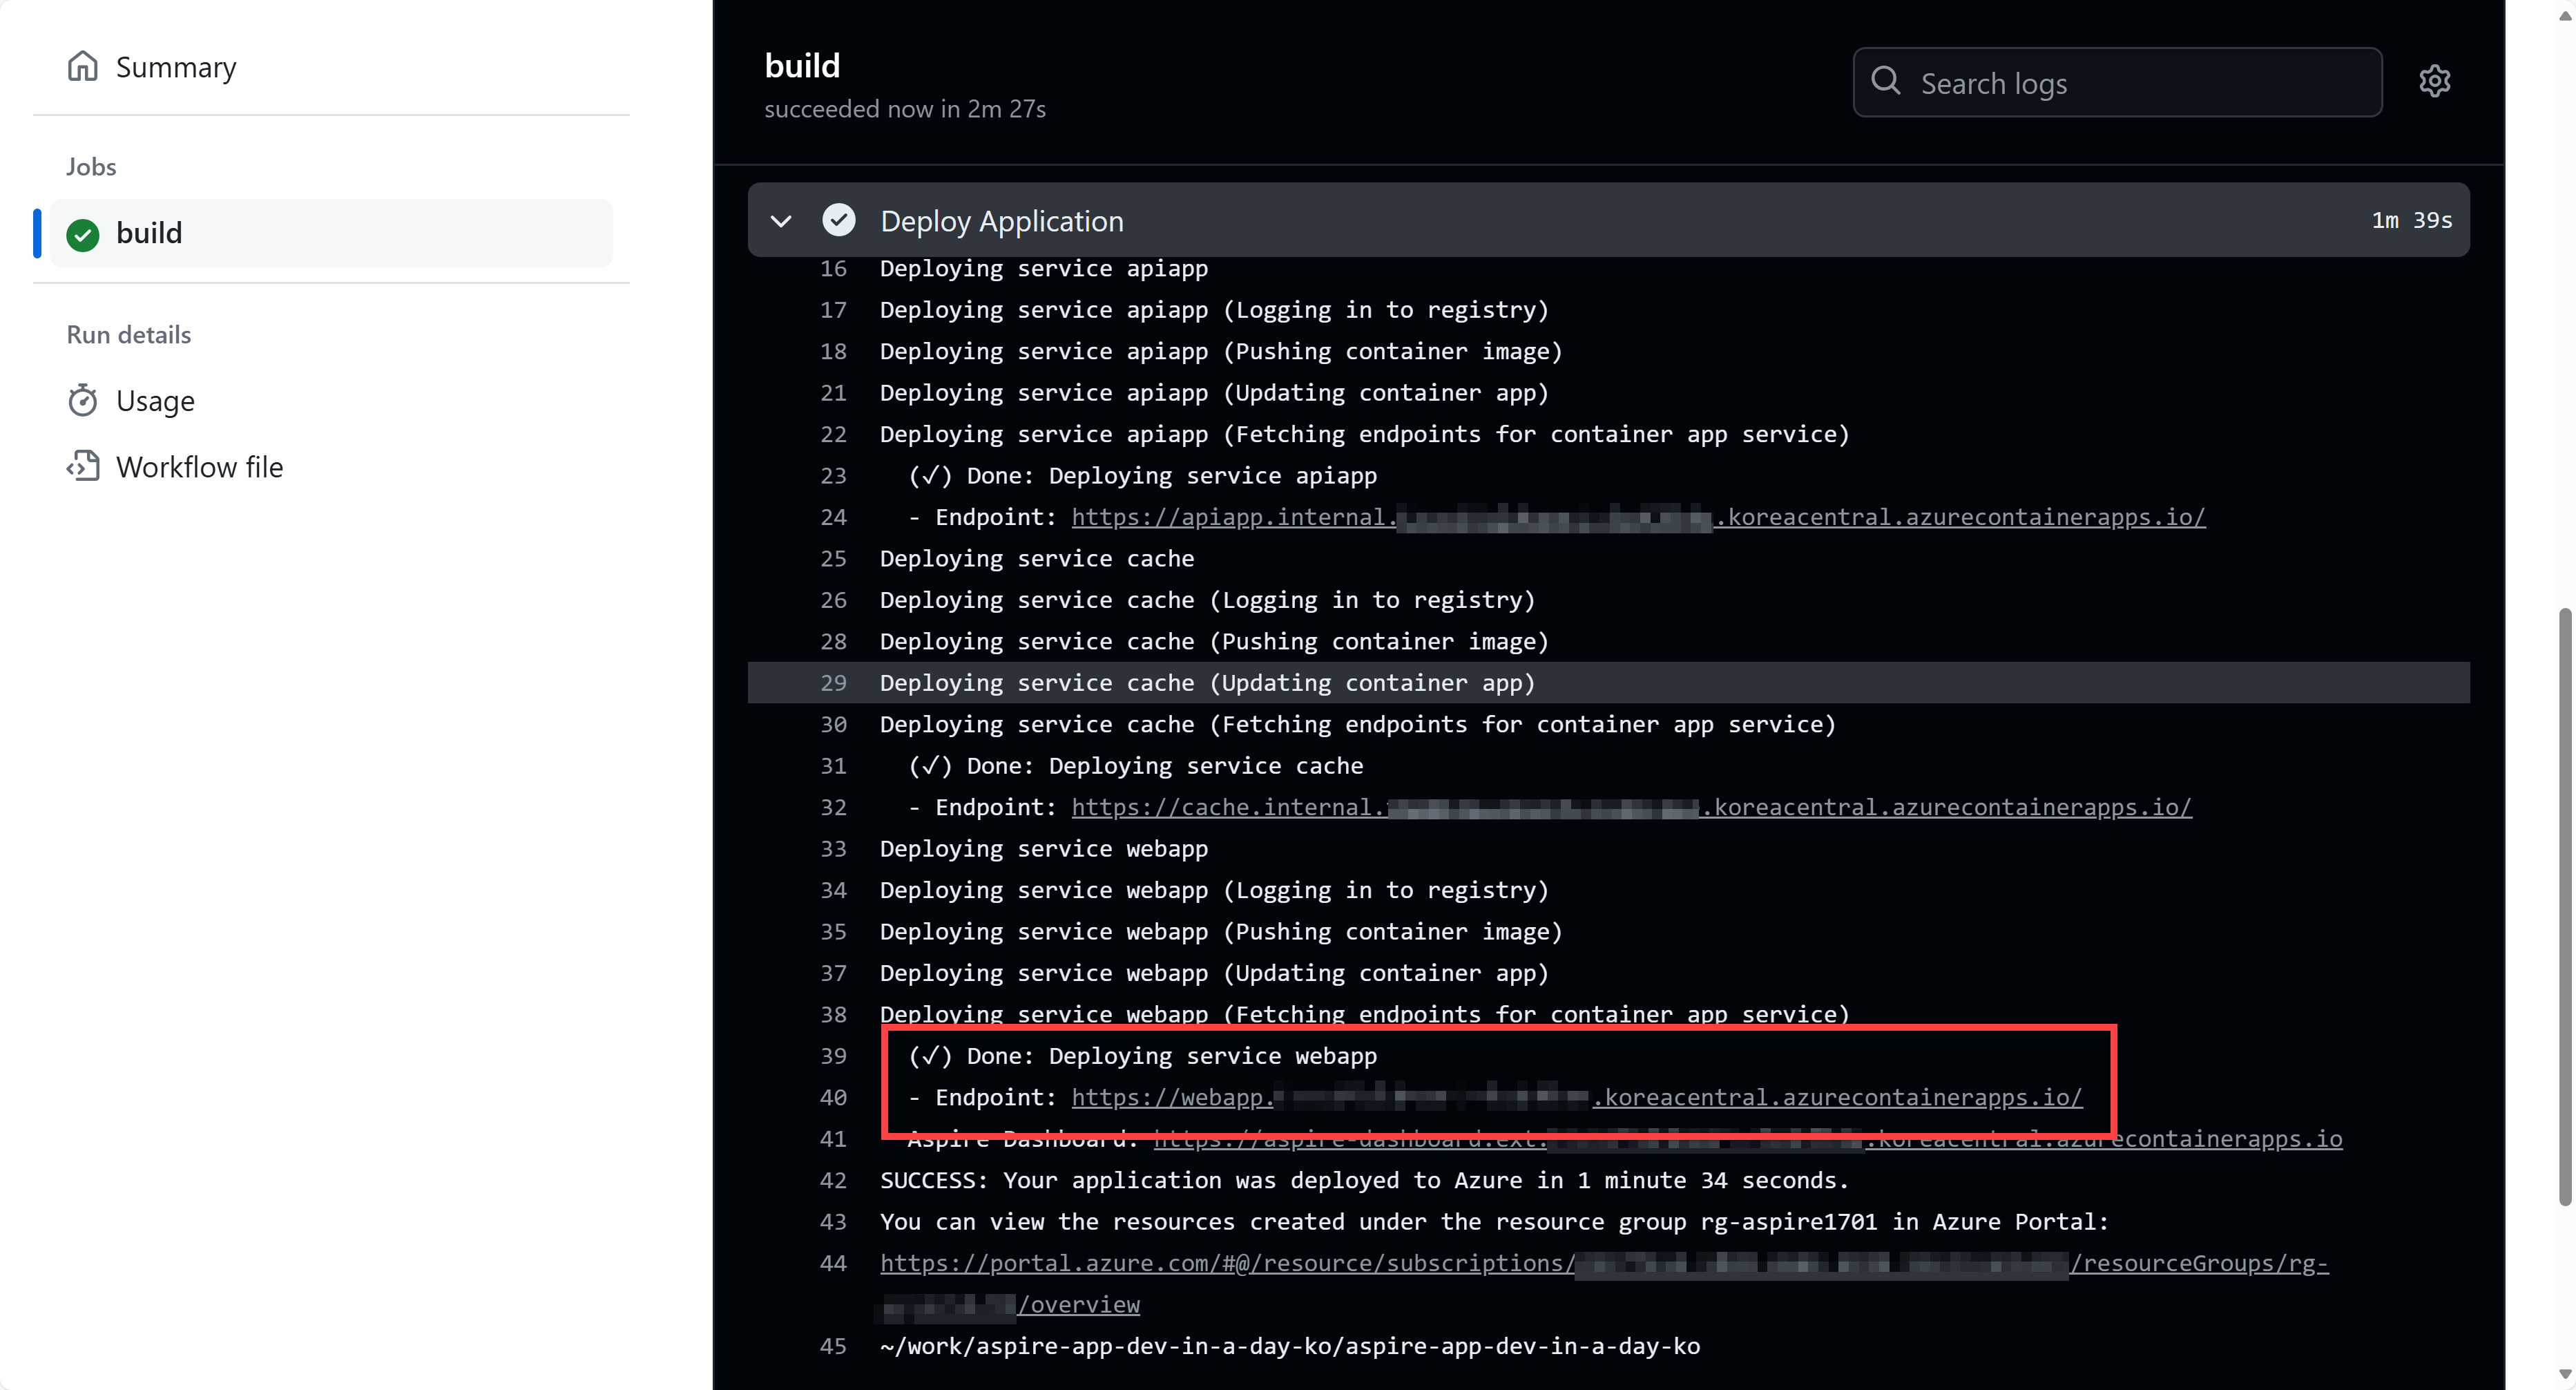 Summary
Jobs
build
Run details
Usage
Workflow file
build
succeeded now in 2m 27s
Search logs
Deploy Application 1m 39s
16 Deploying service apiapp
17 Deploying service apiapp (Logging in to registry)
18 Deploying service apiapp (Pushing container image)
21 Deploying service apiapp (Updating container app)
22 Deploying service apiapp (Fetching endpoints for container app service)
23 (✓) Done: Deploying service apiapp
24 - Endpoint: https://apiapp.internal. .koreacentral.azurecontainerapps.io/
25 Deploying service cache
26 Deploying service cache (Logging in to registry)
28 Deploying service cache (Pushing container image)
29 Deploying service cache (Updating container app)
30 Deploying service cache (Fetching endpoints for container app service)
31 (✓) Done: Deploying service cache
32 - Endpoint: https://cache.internal. .koreacentral.azurecontainerapps.io/
33 Deploying service webapp
34 Deploying service webapp (Logging in to registry)
35 Deploying service webapp (Pushing container image)
37 Deploying service webapp (Updating container app)
38 Deploying service webapp (Fetching endpoints for container app service)
39 (✓) Done: Deploying service webapp
40 - Endpoint: https://webapp. .koreacentral.azurecontainerapps.io/
41 Aspire Dashboard: https://aspire-dashboard.ext. .koreacentral.azurecontainerapps.io
42 SUCCESS: Your application was deployed to Azure in 1 minute 34 seconds.
43 You can view the resources created under the resource group rg-aspire1701 in Azure Portal:
44 https://portal.azure.com/#@/resource/subscriptions/ /resourceGroups/rg-
/overview
45 ~/work/aspire-app-dev-in-a-day-ko/aspire-app-dev-in-a-day-ko